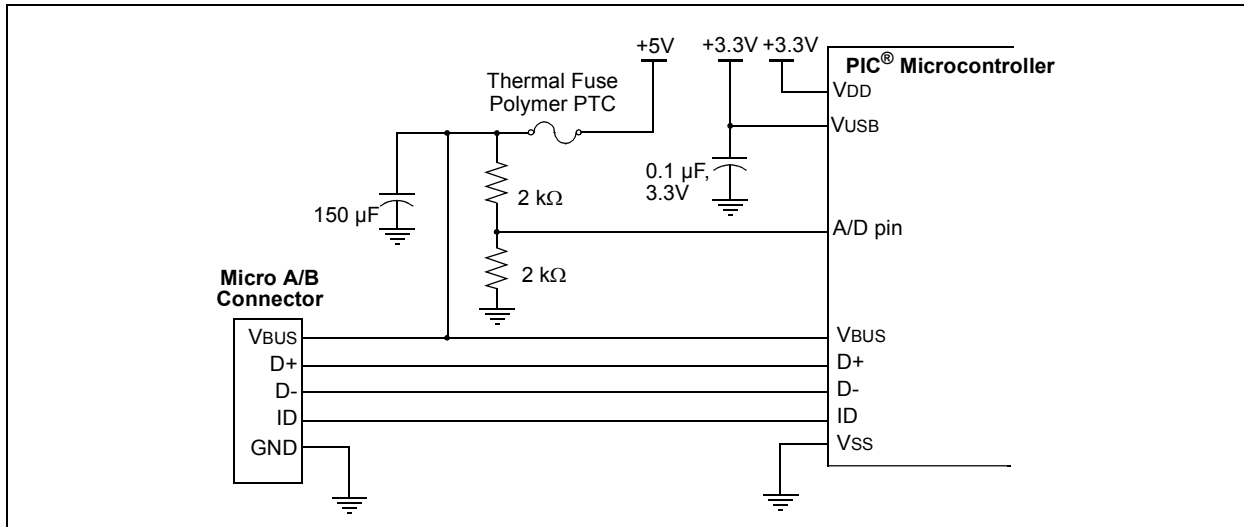 +5V
+3.3V
+3.3V
PIC® Microcontroller
Thermal Fuse
Polymer PTC
VDD
VUSB
0.1 µF,
3.3V
2 kΩ
150 µF
A/D pin
2 kΩ
Micro A/B
Connector
VBUS
D+
D-
ID
GND
VBUS
D+
D-
ID
VSS